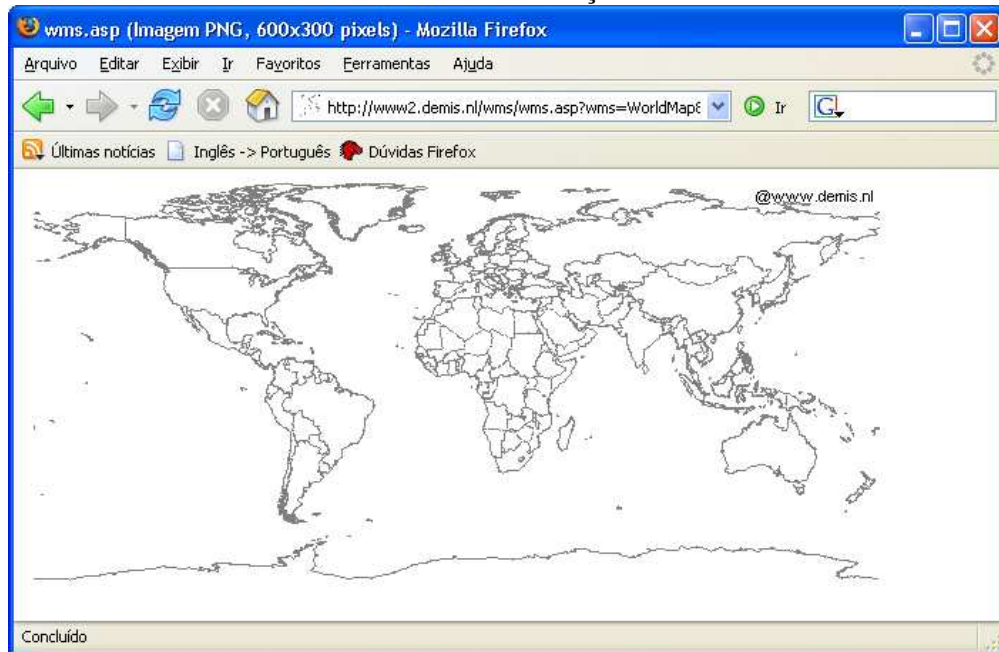 wms.asp (Imagem PNG, 600x300 pixels) - Mozilla Firefox
Arquivo Editar Exibir Ir Favoritos Ferramentas Ajuda
http://www2.demis.nl/wms/wms.asp?wms=WorldMap& Ir G
Últimas notícias Inglês -> Português Dúvidas Firefox
@www.demis.nl
Concluído